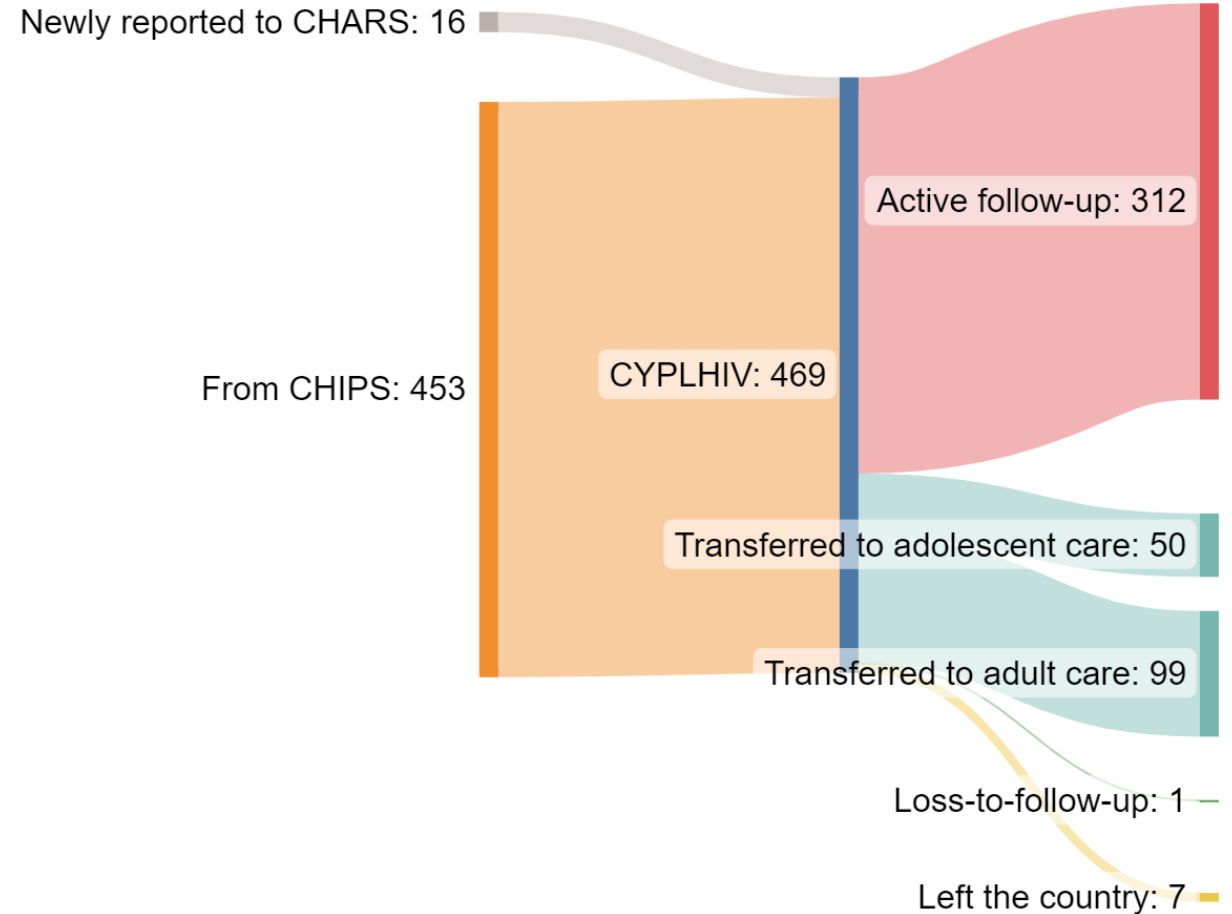 Newly reported to CHARS: 16
Active follow-up: 312
CYPLHIV: 469
From CHIPS: 453
Transferred to adolescent care: 50
Transferred to adult care: 99
Loss-to-follow-up: 1
Left the country: 7